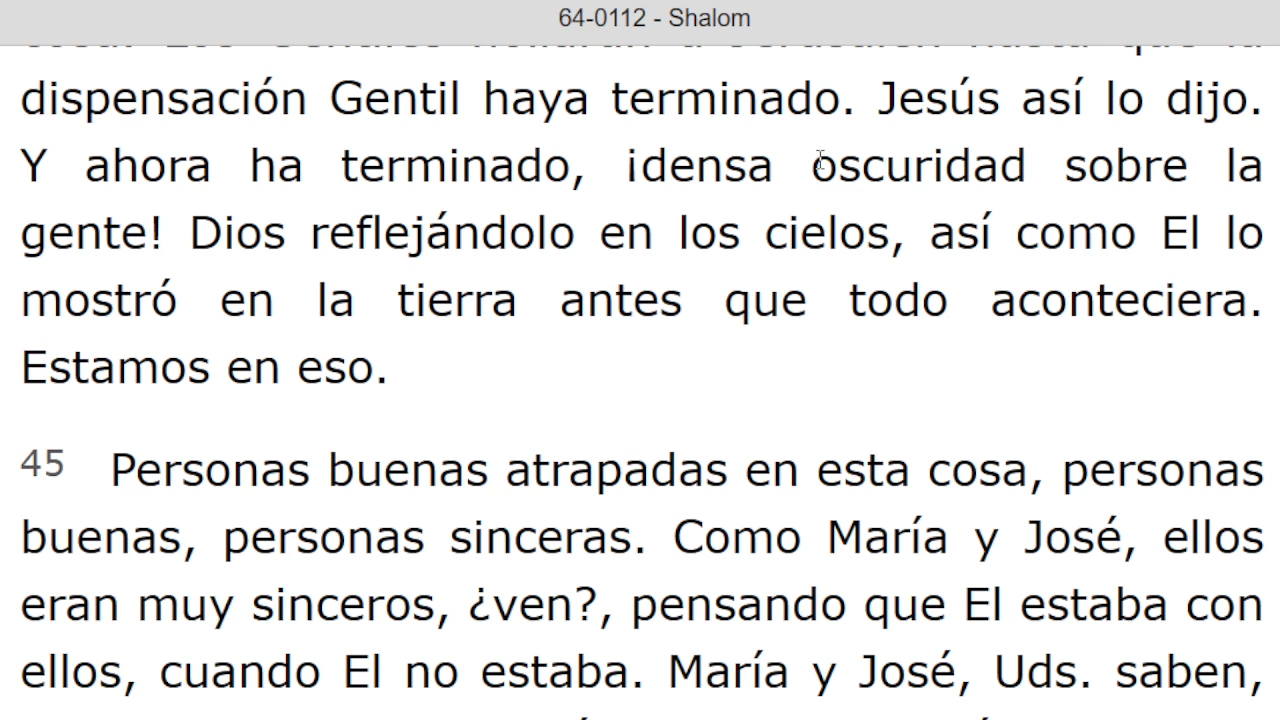 64-0112 - Shalom
dispensación Gentil haya terminado. Jesús así lo dijo.
Y ahora ha terminado, ¡densa oscuridad sobre la
gente! Dios reflejándolo en los cielos, así como El lo
mostró en la tierra antes que todo aconteciera.
Estamos en eso.
45 Personas buenas atrapadas en esta cosa, personas
buenas, personas sinceras. Como María y José, ellos
eran muy sinceros, ¿ven?, pensando que El estaba con
ellos, cuando El no estaba. María y José, Uds. saben,